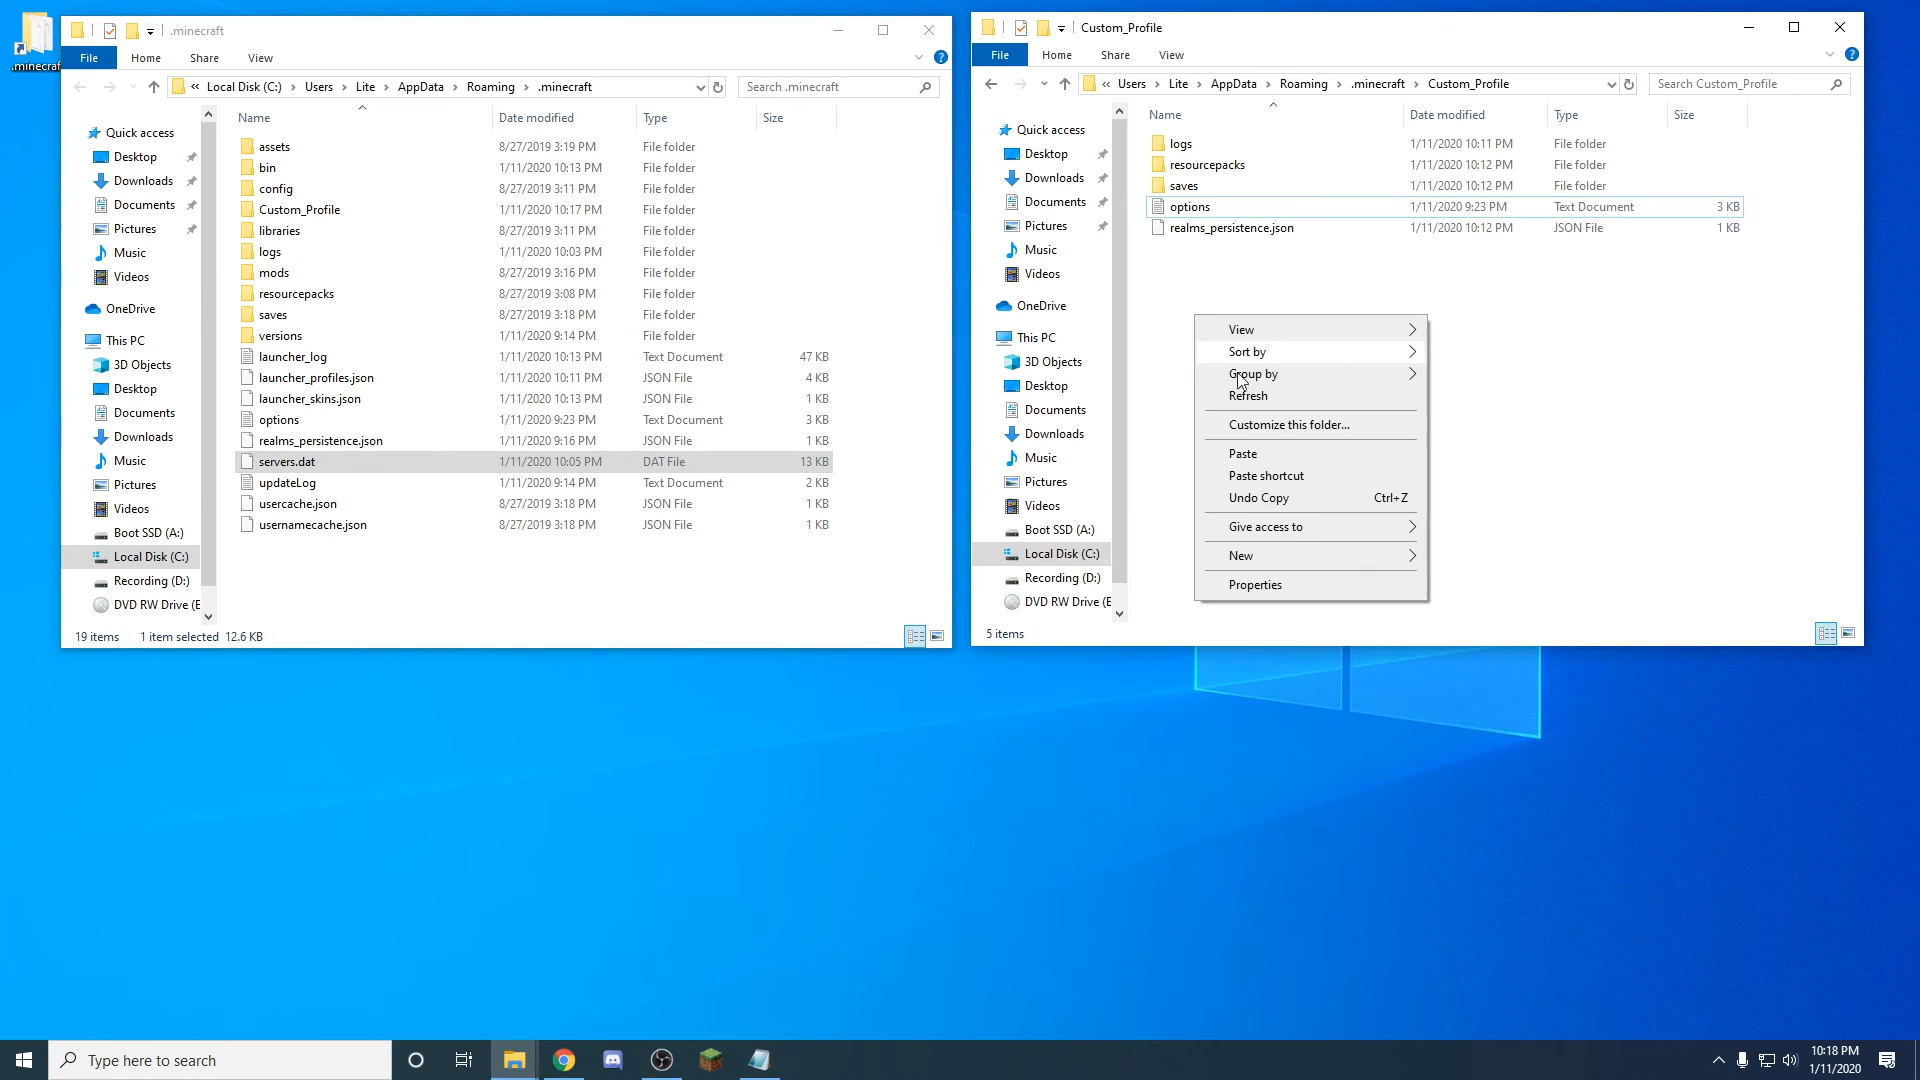 .minecraft
.minecraft
File Home Share View
« Local Disk (C:) › Users › Lite › AppData › Roaming › .minecraft
Search .minecraft
Quick access
Desktop
Downloads
Documents
Pictures
Music
Videos
OneDrive
This PC
3D Objects
Desktop
Documents
Downloads
Music
Pictures
Videos
Boot SSD (A:)
Local Disk (C:)
Recording (D:)
DVD RW Drive (E
Name Date modified Type Size
assets 8/27/2019 3:19 PM File folder
bin 1/11/2020 10:13 PM File folder
config 8/27/2019 3:11 PM File folder
Custom_Profile 1/11/2020 10:17 PM File folder
libraries 8/27/2019 3:11 PM File folder
logs 1/11/2020 10:03 PM File folder
mods 8/27/2019 3:16 PM File folder
resourcepacks 8/27/2019 3:08 PM File folder
saves 8/27/2019 3:18 PM File folder
versions 1/11/2020 9:14 PM File folder
launcher_log 1/11/2020 10:13 PM Text Document 47 KB
launcher_profiles.json 1/11/2020 10:11 PM JSON File 4 KB
launcher_skins.json 1/11/2020 10:13 PM JSON File 1 KB
options 1/11/2020 9:23 PM Text Document 3 KB
realms_persistence.json 1/11/2020 9:16 PM JSON File 1 KB
servers.dat 1/11/2020 10:05 PM DAT File 13 KB
updateLog 1/11/2020 9:14 PM Text Document 2 KB
usercache.json 8/27/2019 3:18 PM JSON File 1 KB
usernamecache.json 8/27/2019 3:18 PM JSON File 1 KB
19 items 1 item selected 12.6 KB
Custom_Profile
File Home Share View
« Users › Lite › AppData › Roaming › .minecraft › Custom_Profile
Search Custom_Profile
Quick access
Desktop
Downloads
Documents
Pictures
Music
Videos
OneDrive
This PC
3D Objects
Desktop
Documents
Downloads
Music
Pictures
Videos
Boot SSD (A:)
Local Disk (C:)
Recording (D:)
DVD RW Drive (E
Name Date modified Type Size
logs 1/11/2020 10:11 PM File folder
resourcepacks 1/11/2020 10:12 PM File folder
saves 1/11/2020 10:12 PM File folder
options 1/11/2020 9:23 PM Text Document 3 KB
realms_persistence.json 1/11/2020 10:12 PM JSON File 1 KB
View
Sort by
Group by
Refresh
Customize this folder...
Paste
Paste shortcut
Undo Copy Ctrl+Z
Give access to
New
Properties
5 items
Type here to search
10:18 PM
1/11/2020